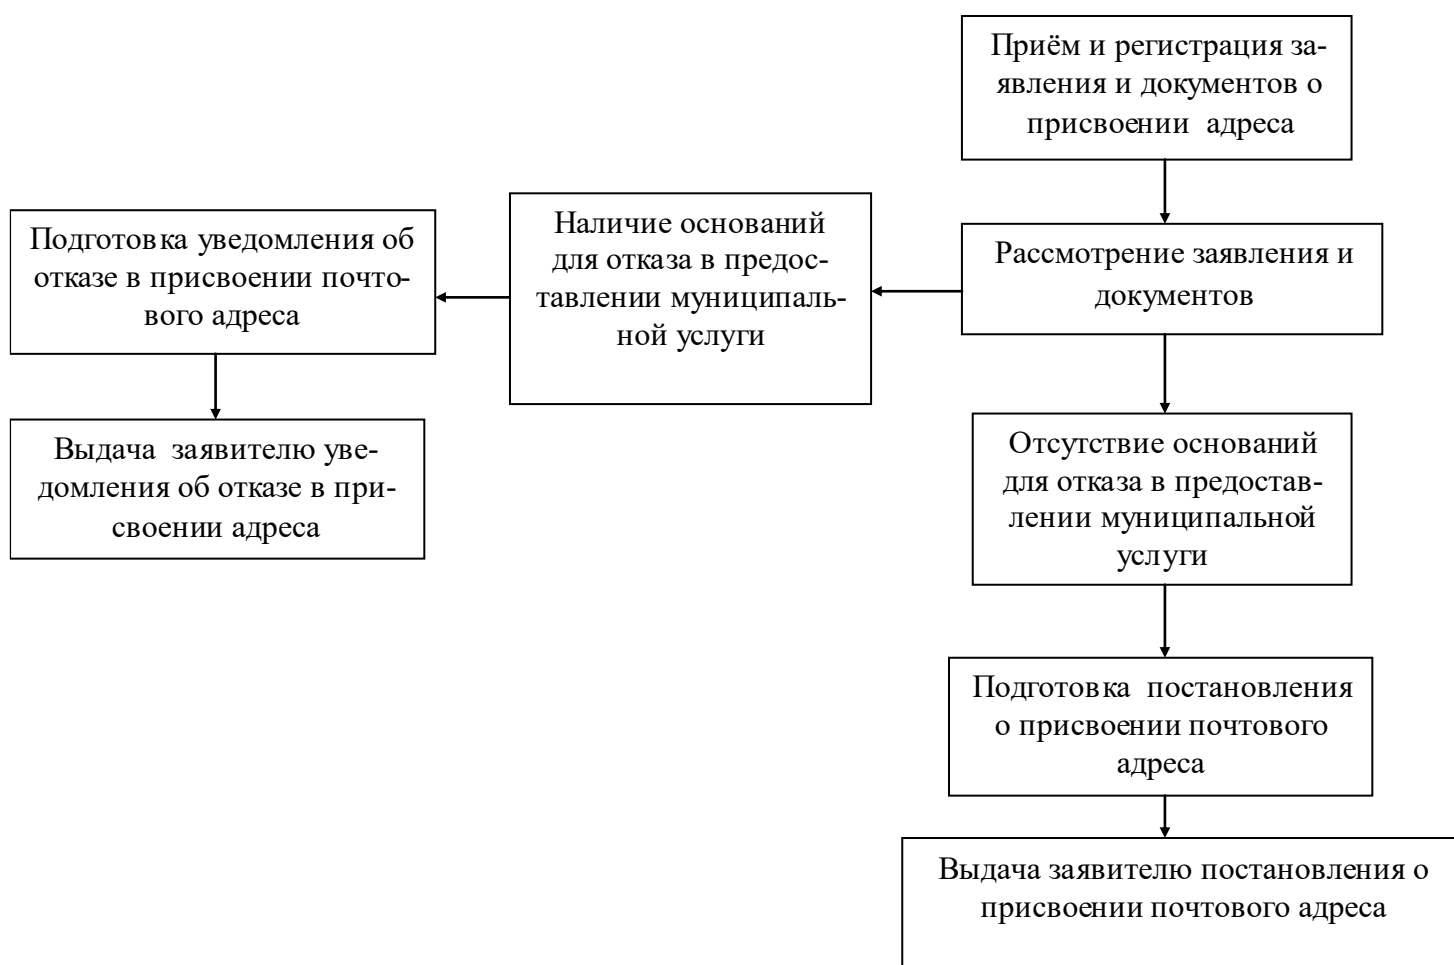 Приём и регистрация за-
явления и документов о
присвоении адреса
Рассмотрение заявления и
документов
Наличие оснований
для отказа в предос-
тавлении муниципаль-
ной услуги
Подготовка уведомления об
отказе в присвоении почто-
вого адреса
Выдача заявителю уве-
домления об отказе в при-
своении адреса
Отсутствие оснований
для отказа в предостав-
лении муниципальной
услуги
Подготовка постановления
о присвоении почтового
адреса
Выдача заявителю постановления о
присвоении почтового адреса